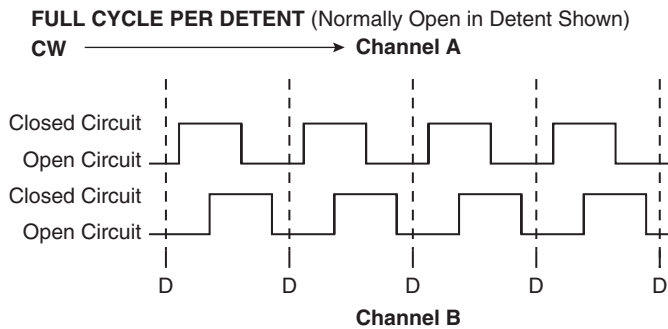 FULL CYCLE PER DETENT (Normally Open in Detent Shown)
CW Channel A
Closed Circuit
Open Circuit
Closed Circuit
Open Circuit
D D D D D
Channel B